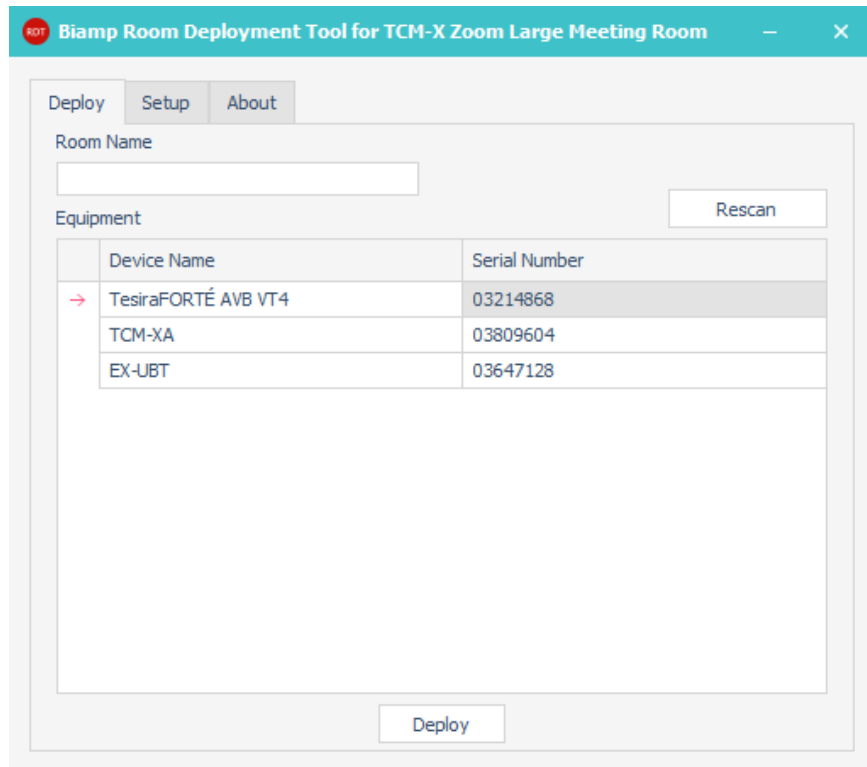 RDT Biamp Room Deployment Tool for TCM-X Zoom Large Meeting Room
Deploy Setup About
Room Name
Rescan
Equipment
Device Name Serial Number
TesiraFORTÉ AVB VT4 03214868
TCM-XA 03809604
EX-UBT 03647128
Deploy